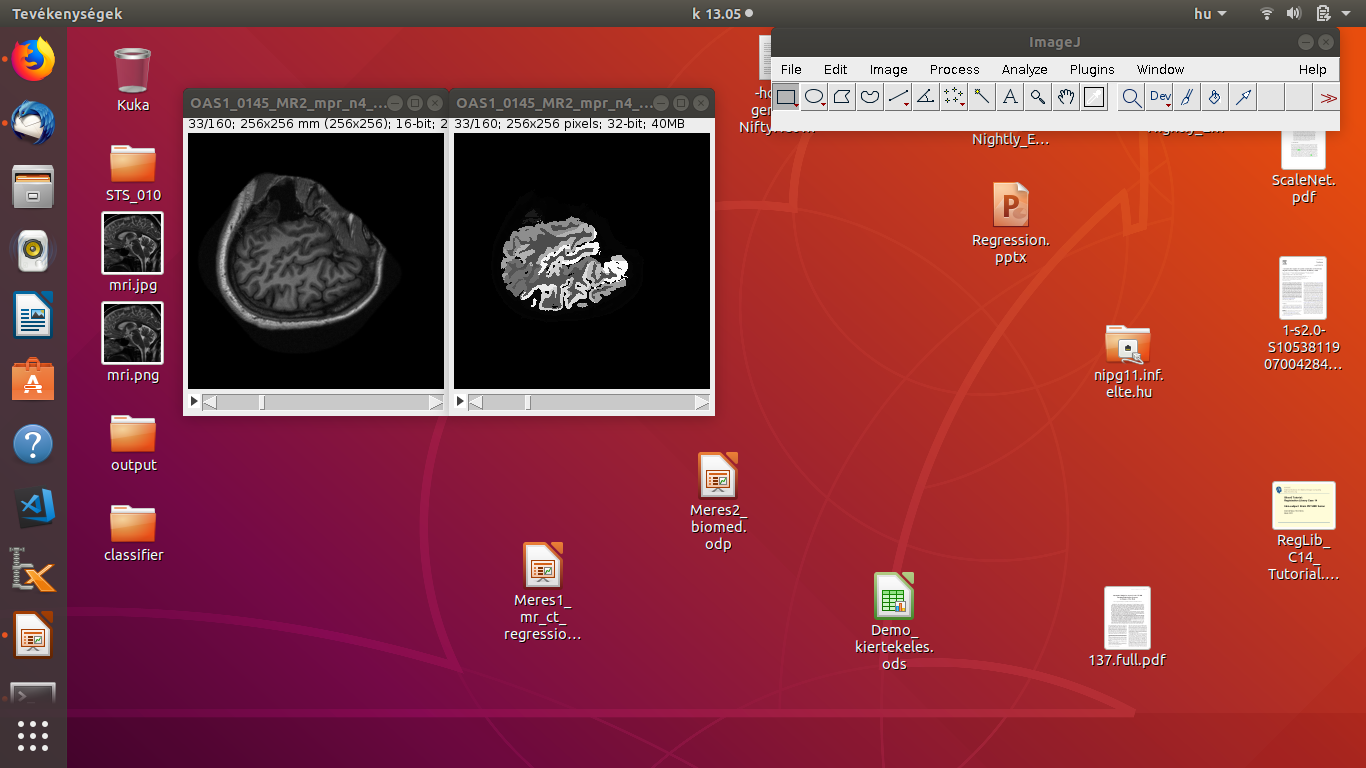 Tevékenységek
k 13.05
hu
Kuka
STS_010
mri.jpg
mri.png
output
classifier
OAS1_0145_MR2_mpr_n4_...
33/160; 256x256 mm (256x256); 16-bit; 2
OAS1_0145_MR2_mpr_n4_...
33/160; 256x256 pixels; 32-bit; 40MB
ImageJ
File Edit Image Process Analyze Plugins Window Help
Dev
Nightly_E...
Regression.
pptx
ScaleNet.
pdf
1-s2.0-
S10538119
07004284...
nipg11.inf.
elte.hu
Meres2_
biomed.
odp
Meres1_
mr_ct_
regressio...
Demo_
kiertekeles.
ods
137.full.pdf
RegLib_
C14_
Tutorial....